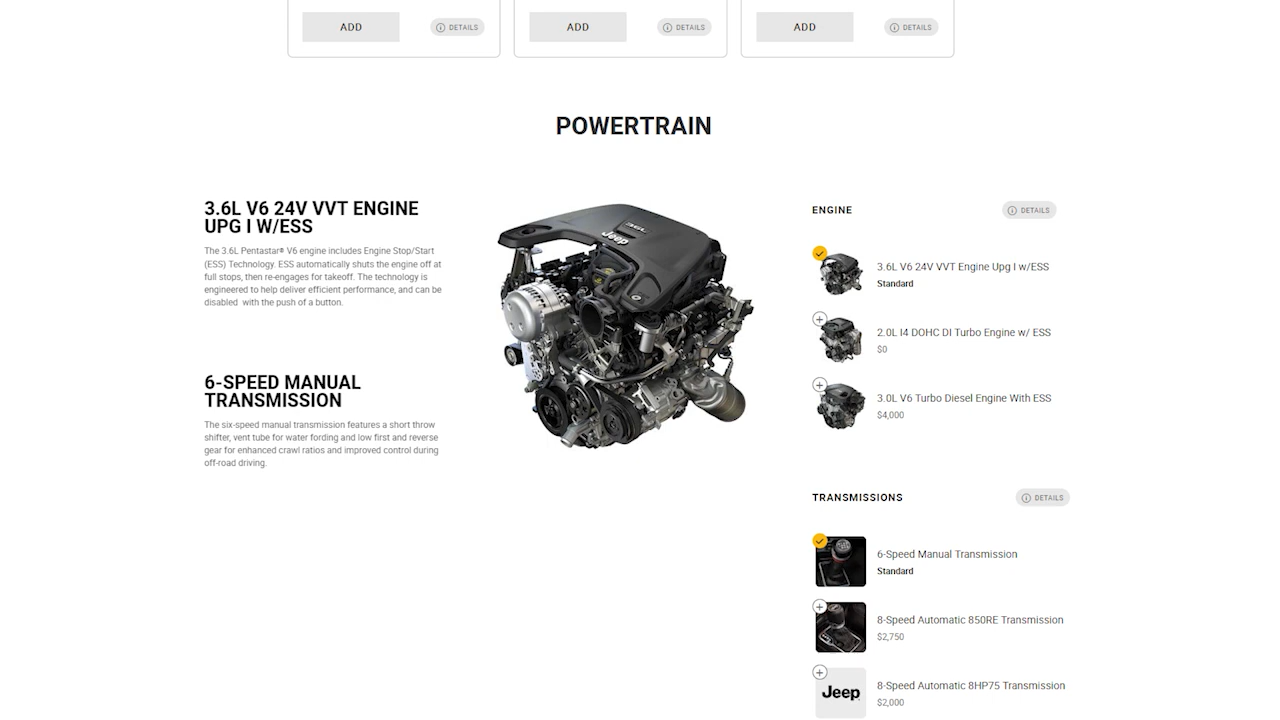 ADD
DETAILS
ADD
DETAILS
ADD
DETAILS
POWERTRAIN
3.6L V6 24V VVT ENGINE
UPG I W/ESS
The 3.6L Pentastar® V6 engine includes Engine Stop/Start
(ESS) Technology. ESS automatically shuts the engine off at
full stops, then re-engages for takeoff. The technology is
engineered to help deliver efficient performance, and can be
disabled with the push of a button.
6-SPEED MANUAL
TRANSMISSION
The six-speed manual transmission features a short throw
shifter, vent tube for water fording and low first and reverse
gear for enhanced crawl ratios and improved control during
off-road driving.
3.6L
Jeep
ENGINE
DETAILS
3.6L V6 24V VVT Engine Upg I w/ESS
Standard
2.0L I4 DOHC DI Turbo Engine w/ ESS
$0
3.0L V6 Turbo Diesel Engine With ESS
$4,000
TRANSMISSIONS
DETAILS
6-Speed Manual Transmission
Standard
8-Speed Automatic 850RE Transmission
$2,750
Jeep
8-Speed Automatic 8HP75 Transmission
$2,000